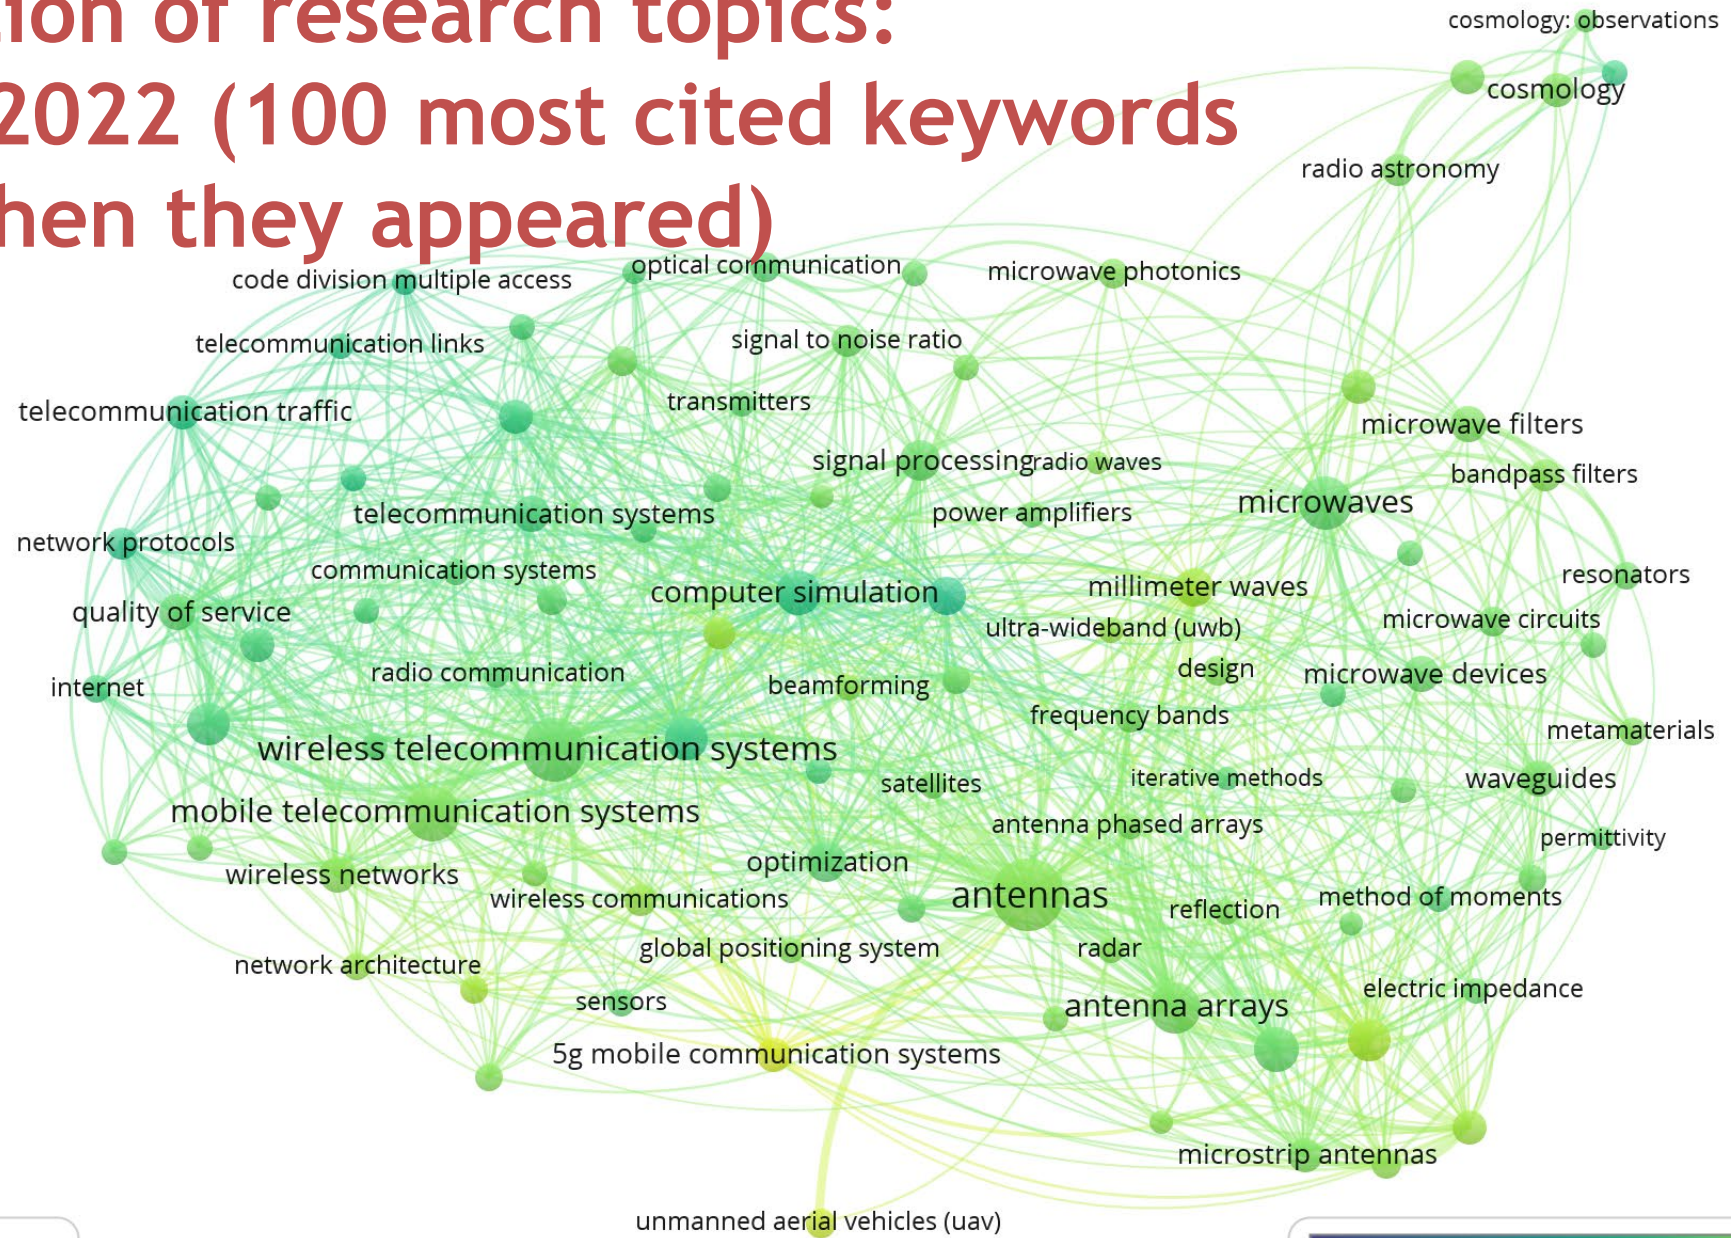 ion of research topics:
2022 (100 most cited keywords
hen they appeared)
cosmology: observations
cosmology
radio astronomy
optical communication
microwave photonics
code division multiple access
signal to noise ratio
telecommunication links
transmitters
telecommunication traffic
microwave filters
signal processing
radio waves
bandpass filters
microwaves
telecommunication systems
power amplifiers
network protocols
communication systems
resonators
millimeter waves
computer simulation
quality of service
microwave circuits
ultra-wideband (uwb)
design
radio communication
microwave devices
beamforming
internet
frequency bands
metamaterials
wireless telecommunication systems
iterative methods
waveguides
satellites
mobile telecommunication systems
antenna phased arrays
permittivity
optimization
wireless networks
antennas
method of moments
wireless communications
reflection
global positioning system
radar
network architecture
electric impedance
sensors
antenna arrays
5g mobile communication systems
microstrip antennas
unmanned aerial vehicles (uav)